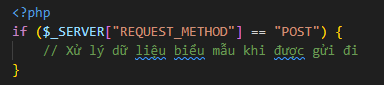 <?php
if ($_SERVER["REQUEST_METHOD"] == "POST") {
    // Xử lý dữ liệu biểu mẫu khi được gửi đi
}